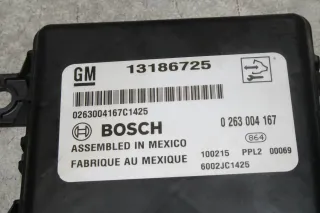 GM 13186725
0263004167C1425
BOSCH 0 263 004 167
ASSEMBLED IN MEXICO 864
FABRIQUE AU MEXIQUE 100215 PPL2 00069
6002JC1425